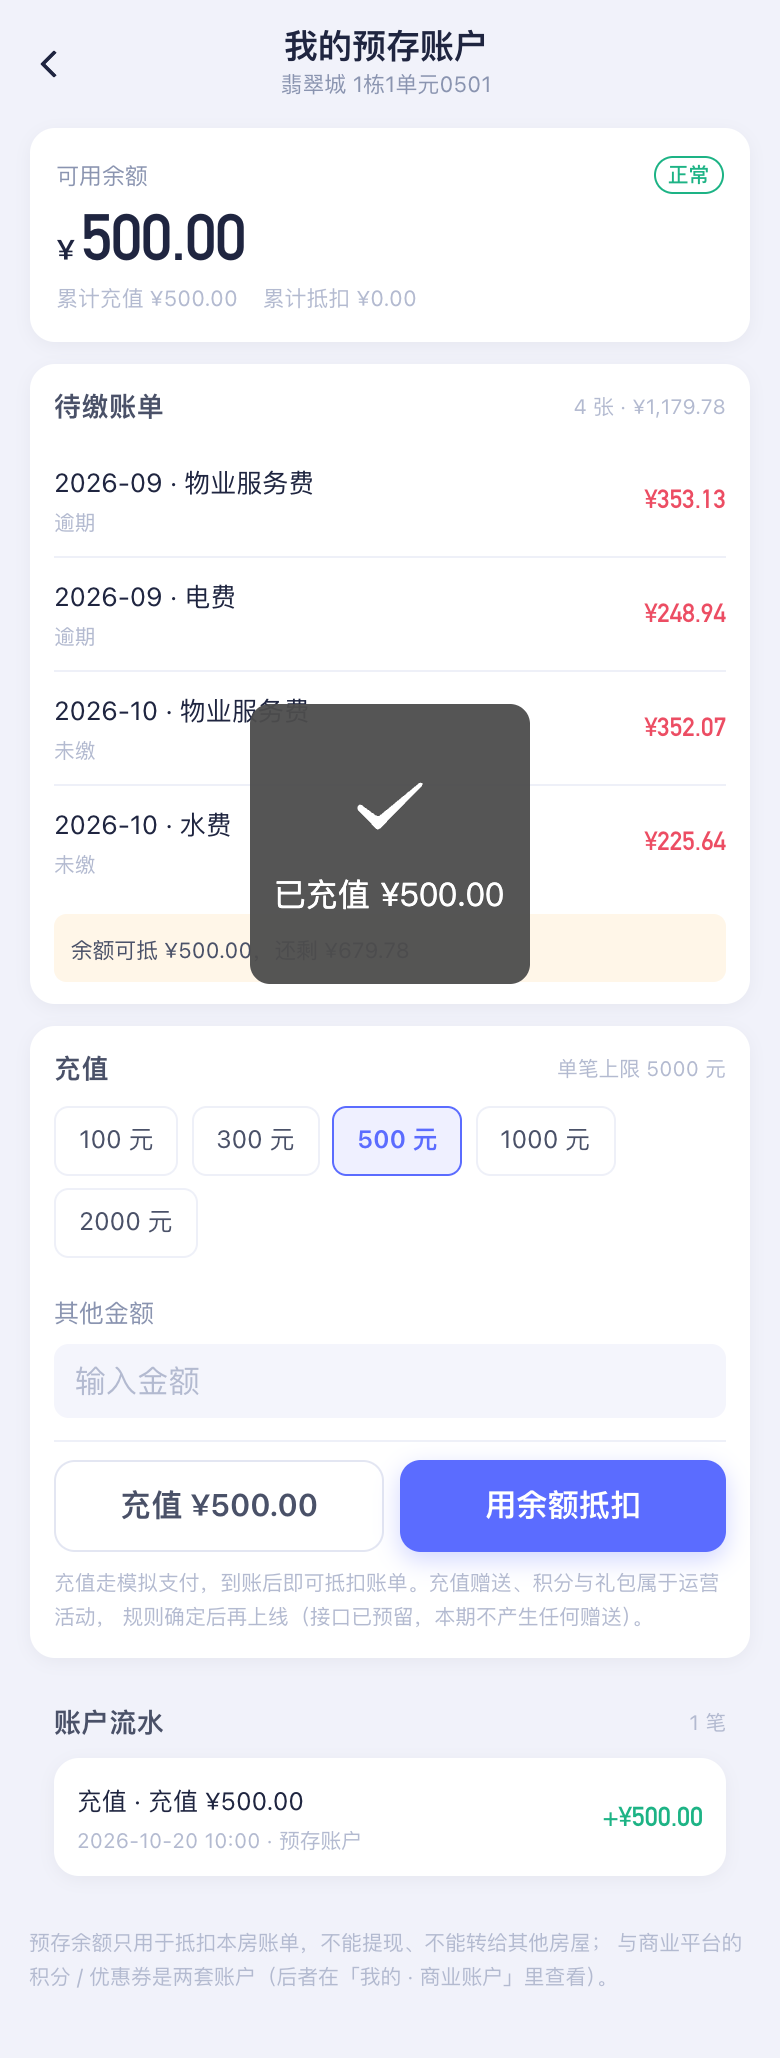 我的预存账户
翡翠城 1栋1单元0501
可用余额
正常
¥500.00
累计充值 ¥500.00 累计抵扣 ¥0.00
待缴账单
4 张 · ¥1,179.78
2026-09 · 物业服务费
¥353.13
逾期
2026-09 · 电费
¥248.94
逾期
2026-10 · 物业服务费
¥352.07
未缴
2026-10 · 水费
¥225.64
未缴
已充值 ¥500.00
余额可抵 ¥500.00，还剩 ¥679.78
充值
单笔上限 5000 元
100 元
300 元
500 元
1000 元
2000 元
其他金额
输入金额
充值 ¥500.00
用余额抵扣
充值走模拟支付，到账后即可抵扣账单。充值赠送、积分与礼包属于运营
活动， 规则确定后再上线（接口已预留，本期不产生任何赠送）。
账户流水
1 笔
充值 · 充值 ¥500.00
+¥500.00
2026-10-20 10:00 · 预存账户
预存余额只用于抵扣本房账单，不能提现、不能转给其他房屋； 与商业平台的
积分 / 优惠券是两套账户（后者在「我的 · 商业账户」里查看）。